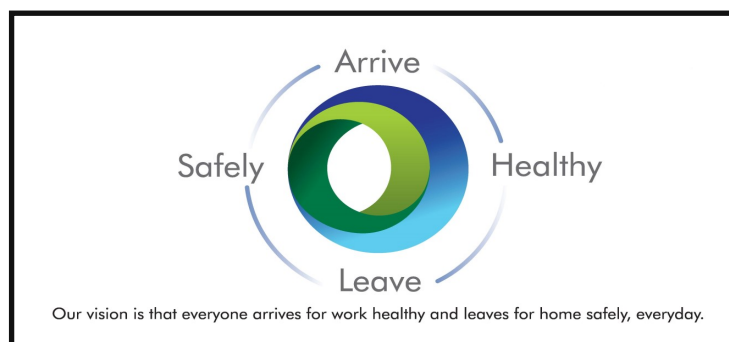 Arrive
Safely Healthy
Leave
Our vision is that everyone arrives for work healthy and leaves for home safely, everyday.